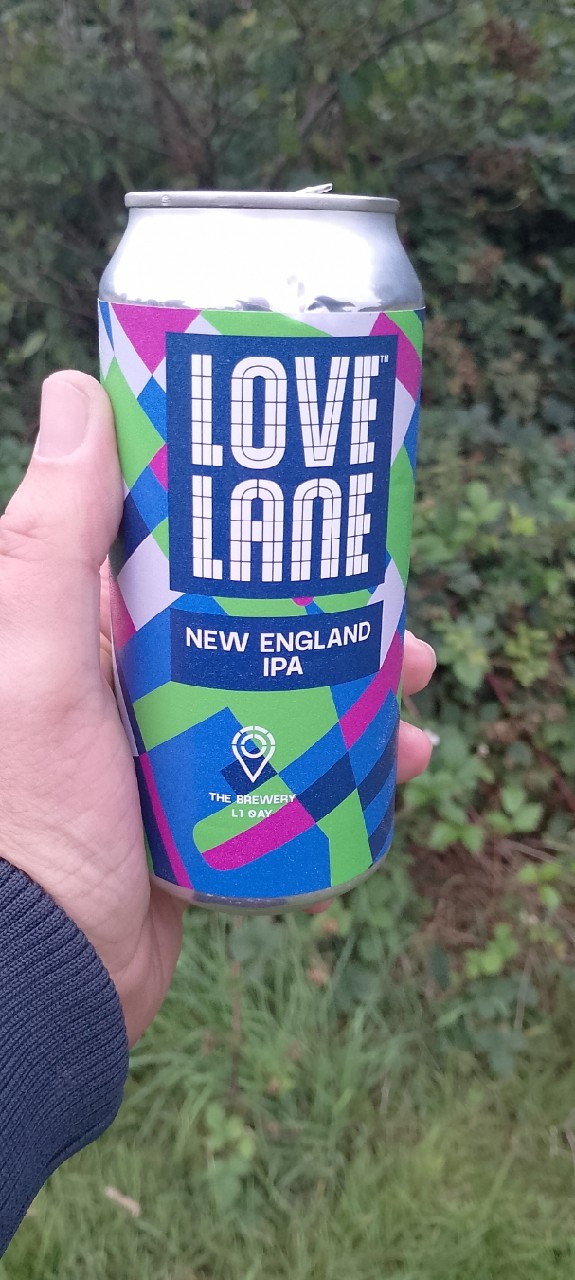 LOVE™
LANE
NEW ENGLAND
IPA
THE BREWERY
L1 0AY